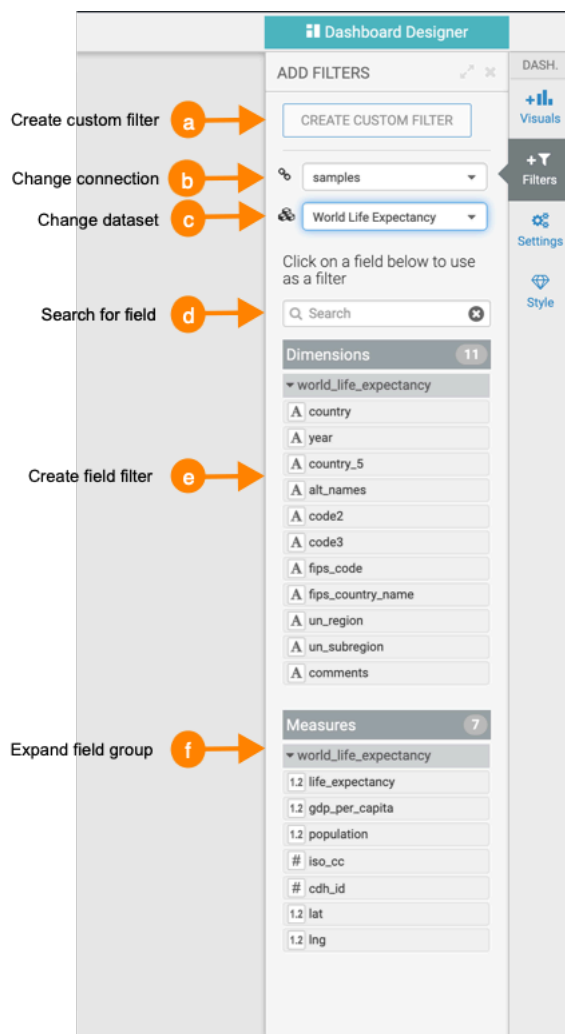 Dashboard Designer
ADD FILTERS
DASH.
Visuals
Create custom filter a CREATE CUSTOM FILTER
Filters
Change connection b samples
Change dataset c World Life Expectancy
Settings
Click on a field below to use
as a filter
Style
Search for field d Search
Dimensions 11
world_life_expectancy
A country
A year
A country_5
Create field filter e
A alt_names
A code2
A code3
A fips_code
A fips_country_name
A un_region
A un_subregion
A comments
Measures 7
Expand field group f world_life_expectancy
1.2 life_expectancy
1.2 gdp_per_capita
1.2 population
# iso_cc
# cdh_id
1.2 lat
1.2 lng